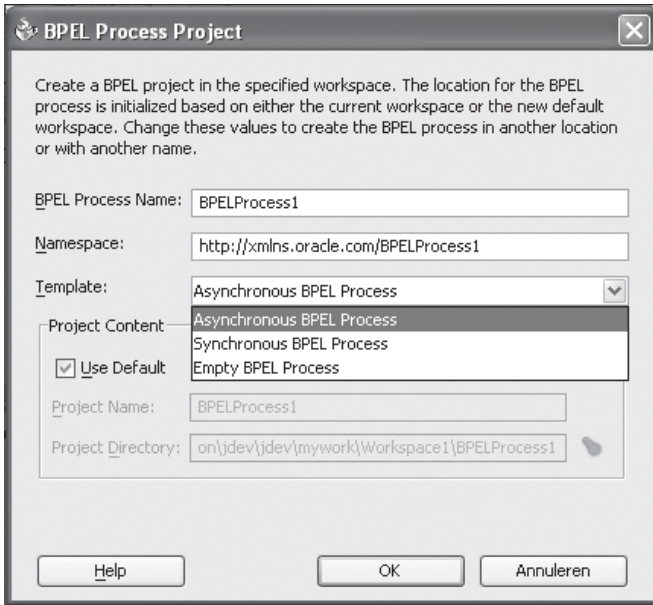 BPEL Process Project
Create a BPEL project in the specified workspace. The location for the BPEL
process is initialized based on either the current workspace or the new default
workspace. Change these values to create the BPEL process in another location
or with another name.
BPEL Process Name: BPELProcess1
Namespace: http://xmlns.oracle.com/BPELProcess1
Template: Asynchronous BPEL Process
Asynchronous BPEL Process
Synchronous BPEL Process
Empty BPEL Process
Project Content
Use Default
Project Name: BPELProcess1
Project Directory: on\jdev\jdev\mywork\Workspace1\BPELProcess1
Help OK Annuleren